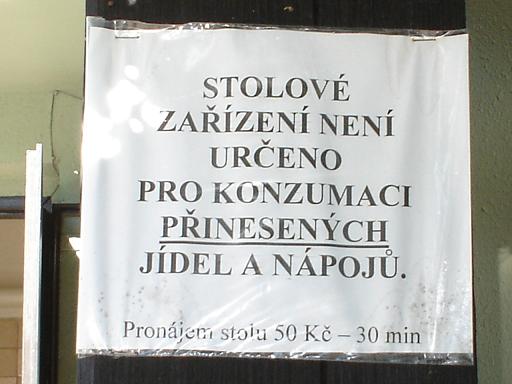 STOLOVÉ
ZAŘÍZENÍ NENÍ
URČENO
PRO KONZUMACI
PŘINESENÝCH
JÍDEL A NÁPOJŮ.
Pronájem stolu 50 Kč – 30 min